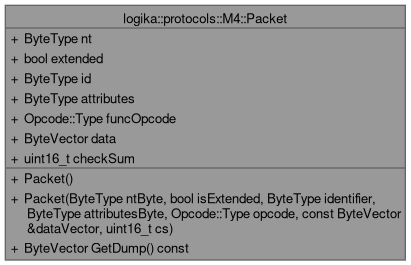 logika::protocols::M4::Packet
+ ByteType nt
+ bool extended
+ ByteType id
+ ByteType attributes
+ Opcode::Type funcOpcode
+ ByteVector data
+ uint16_t checkSum
+ Packet()
+ Packet(ByteType ntByte, bool isExtended, ByteType identifier,
ByteType attributesByte, Opcode::Type opcode, const ByteVector
&dataVector, uint16_t cs)
+ ByteVector GetDump() const